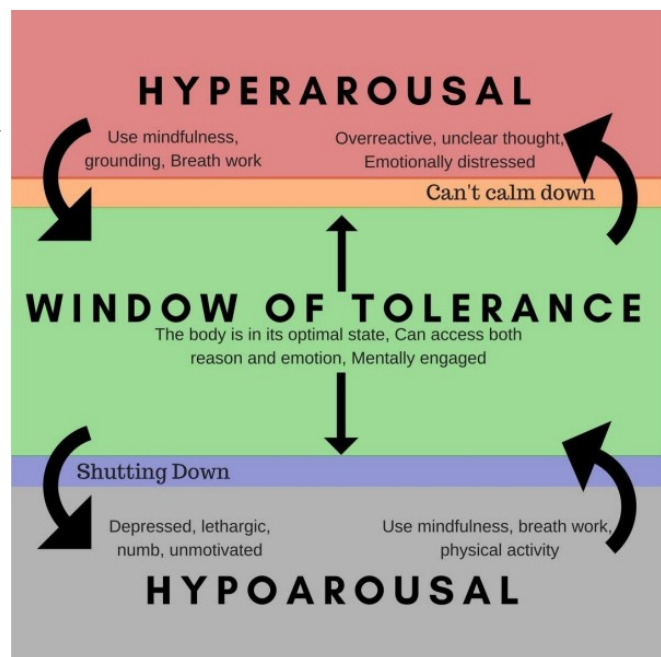 HYPERAROUSAL
Use mindfulness,
grounding, Breath work
Overreactive, unclear thought,
Emotionally distressed
Can't calm down
WINDOW OF TOLERANCE
The body is in its optimal state, Can access both
reason and emotion, Mentally engaged
Shutting Down
Depressed, lethargic,
numb, unmotivated
Use mindfulness, breath work,
physical activity
HYPOAROUSAL